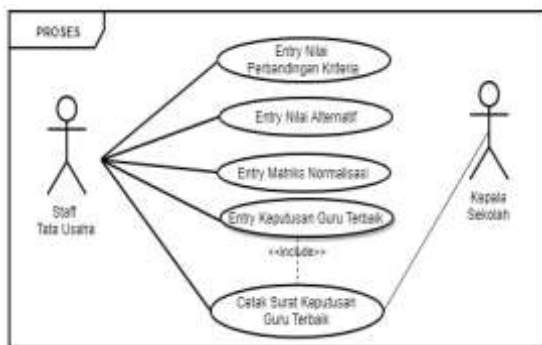 PROSES
Entry Nilai
Perbandingan Kriteria
Entry Nilai Alternatif
Entry Matriks Normalisasi
Entry Keputusan Guru Terbaik
<<include>>
Cetak Surat Keputusan
Guru Terbaik
Staff
Tata Usaha
Kepala
Sekolah